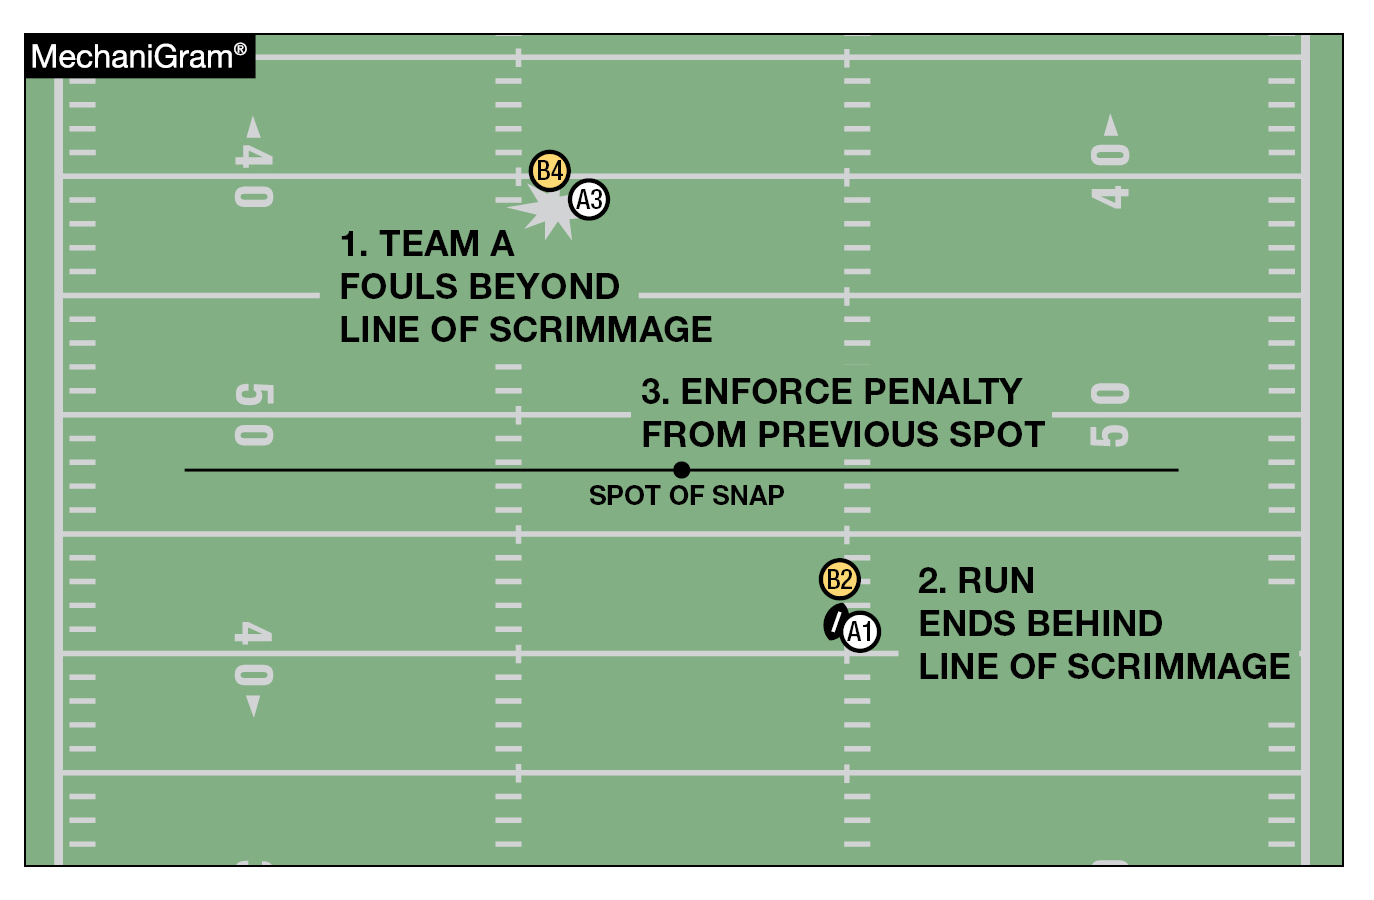 MechaniGram®
40
40
B4
A3
1. TEAM A
FOULS BEYOND
LINE OF SCRIMMAGE
50
50
3. ENFORCE PENALTY
FROM PREVIOUS SPOT
SPOT OF SNAP
B2
2. RUN
A1
ENDS BEHIND
LINE OF SCRIMMAGE
40